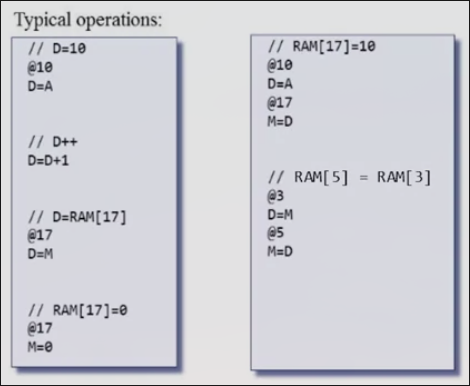 Typical operations:
// D=10
@10
D=A
// D++
D=D+1
// D=RAM[17]
@17
D=M
// RAM[17]=0
@17
M=0
// RAM[17]=10
@10
D=A
@17
M=D
// RAM[5] = RAM[3]
@3
D=M
@5
M=D